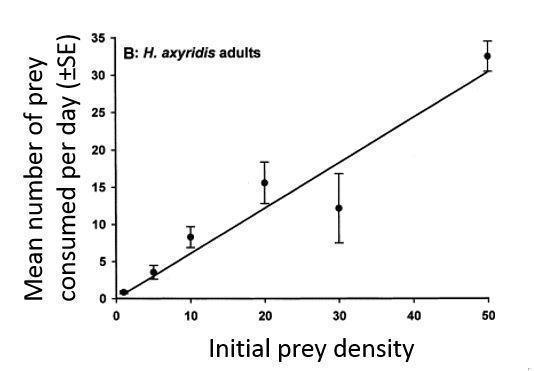 B: H. axyridis adults
Mean number of prey
consumed per day (±SE)
35
30
25
20
15
10
5
0
0 10 20 30 40 50
Initial prey density